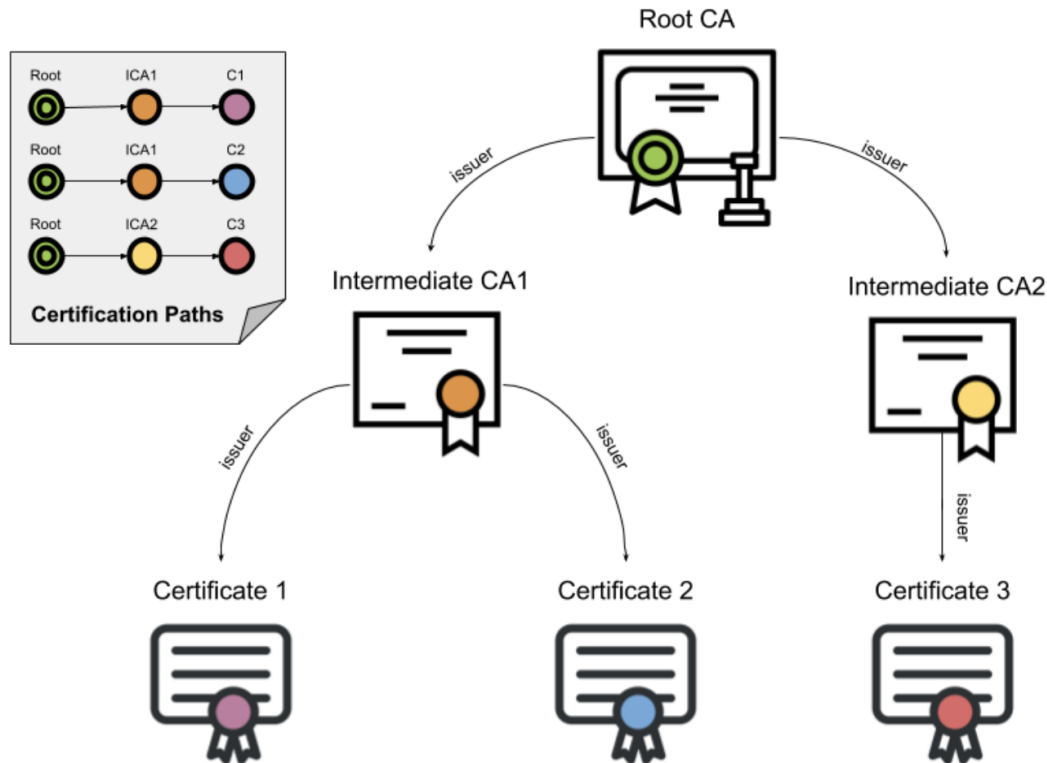 Root CA
Root ICA1 C1
Root ICA1 C2
Root ICA2 C3
Certification Paths
issuer
issuer
Intermediate CA1
Intermediate CA2
issuer
issuer
issuer
Certificate 1
Certificate 2
Certificate 3